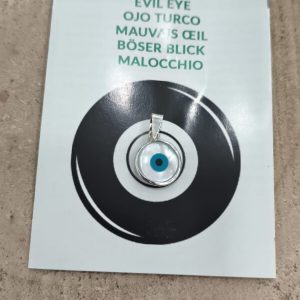 EVIL EYE
OJO TURCO
MAUVAIS ŒIL
BÖSER BLICK
MALOCCHIO